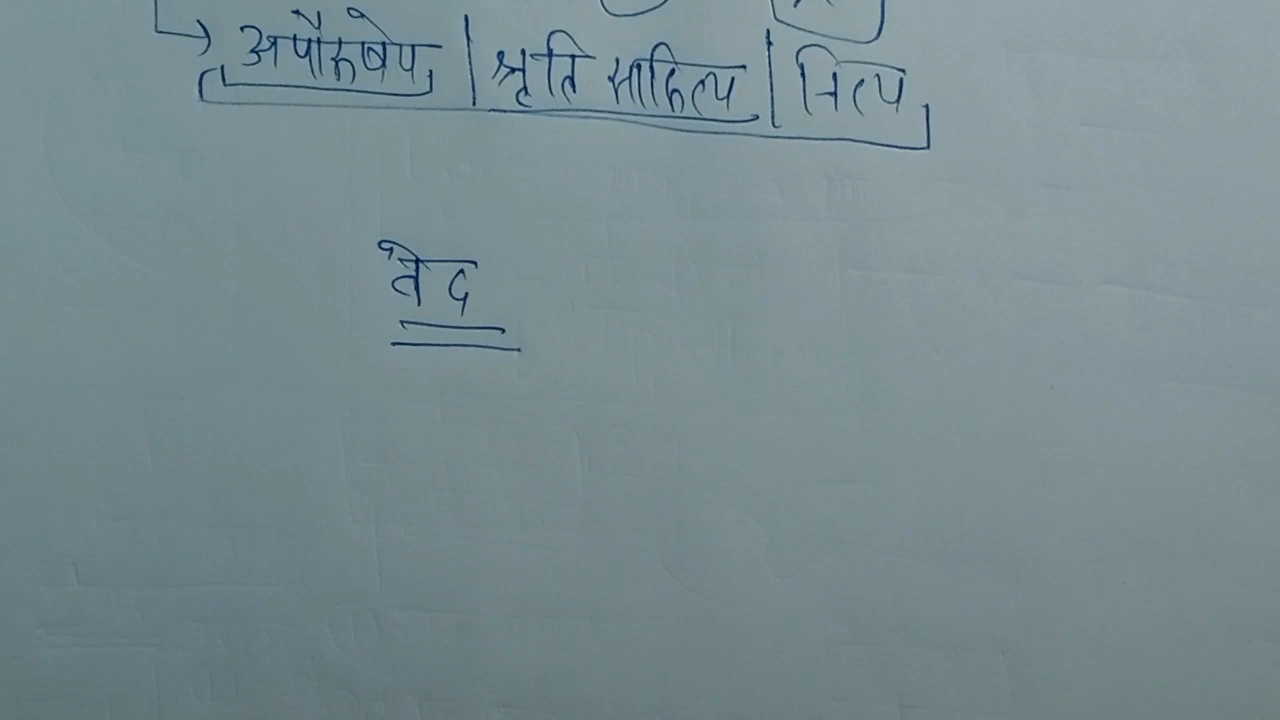 → अपौरूषेय | श्रृति साहित्य | नित्य
वेद